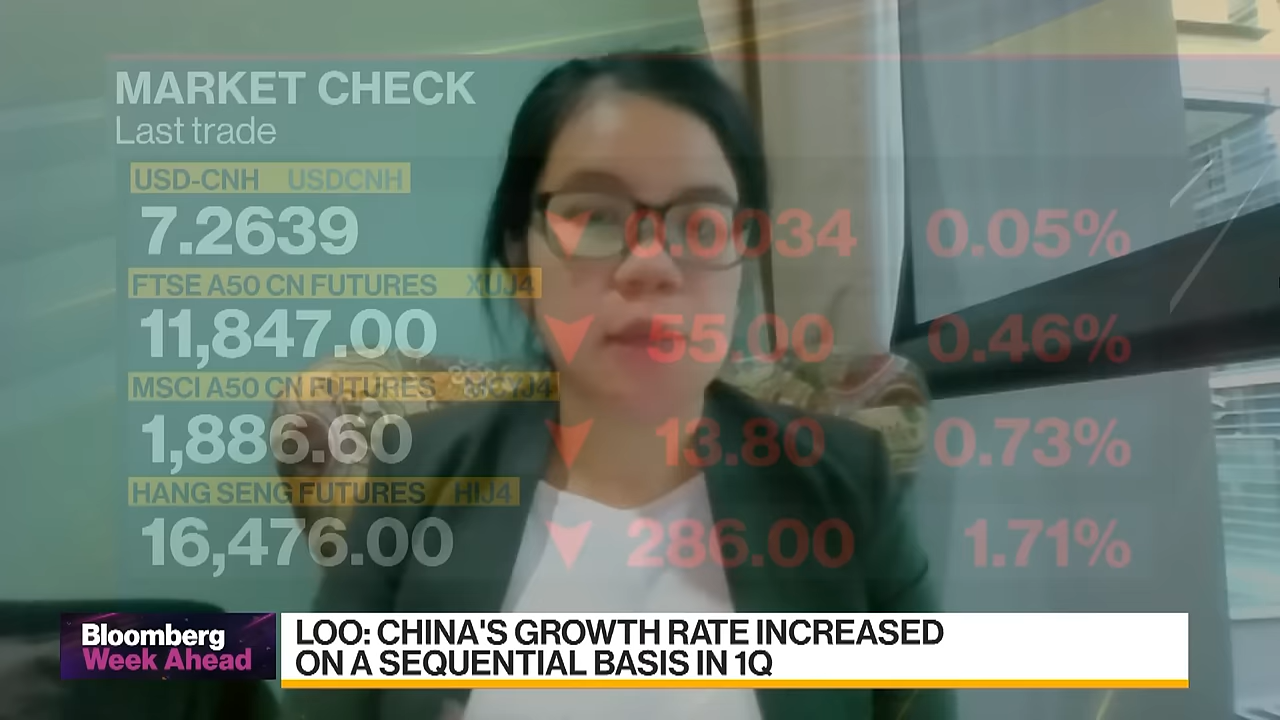 MARKET CHECK
Last trade
USD-CNH USDCNH
7.2639 0.0034 0.05%
FTSE A50 CN FUTURES XUJ4
11,847.00 55.00 0.46%
MSCI A50 CN FUTURES MCYJ4
1,886.60 13.80 0.73%
HANG SENG FUTURES HIJ4
16,476.00 286.00 1.71%
Bloomberg
Week Ahead
LOO: CHINA'S GROWTH RATE INCREASED
ON A SEQUENTIAL BASIS IN 1Q